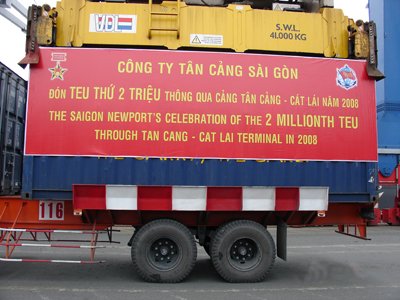 S.W.L.
41.000 KG
CÔNG TY TÂN CẢNG SÀI GÒN
ĐÓN TEU THỨ 2 TRIỆU THÔNG QUA CẢNG TÂN CẢNG - CÁT LÁI NĂM 2008
THE SAIGON NEWPORT'S CELEBRATION OF THE 2 MILLIONTH TEU
THROUGH TAN CANG - CAT LAI TERMINAL IN 2008
116